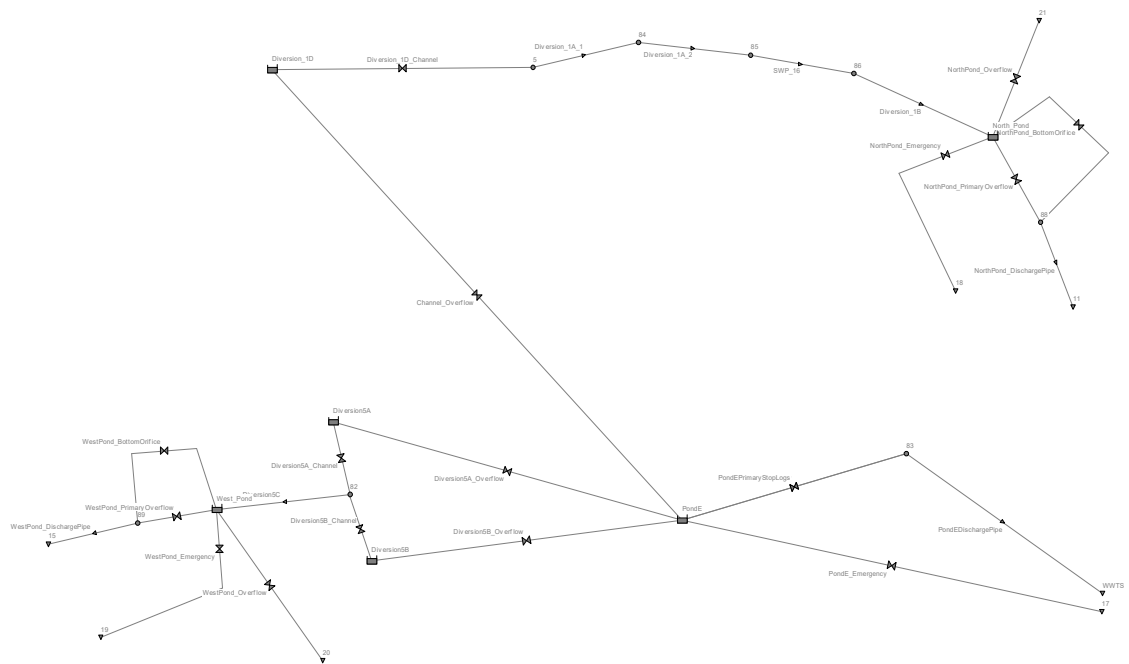 21
84
Diversion_1A_1
Diversion_1A_2
85
Diversion_1D
Diversion_1D_Channel
5
SWP_16
86
NorthPond_Overflow
Diversion_1B
North_Pond
NorthPond_BottomOrifice
NorthPond_Emergency
NorthPond_PrimaryOverflow
88
NorthPond_DischargePipe
18
11
Channel_Overflow
Diversion5A
WestPond_BottomOrifice
83
Diversion5A_Channel
Diversion5A_Overflow
PondEPrimaryStopLogs
82
Diversion5C
West_Pond
WestPond_PrimaryOverflow
89
PondE
WestPond_DischargePipe
15
Diversion5B_Channel
Diversion5B_Overflow
PondEDischargePipe
Diversion5B
WestPond_Emergency
PondE_Emergency
WestPond_Overflow
WWTS
17
19
20